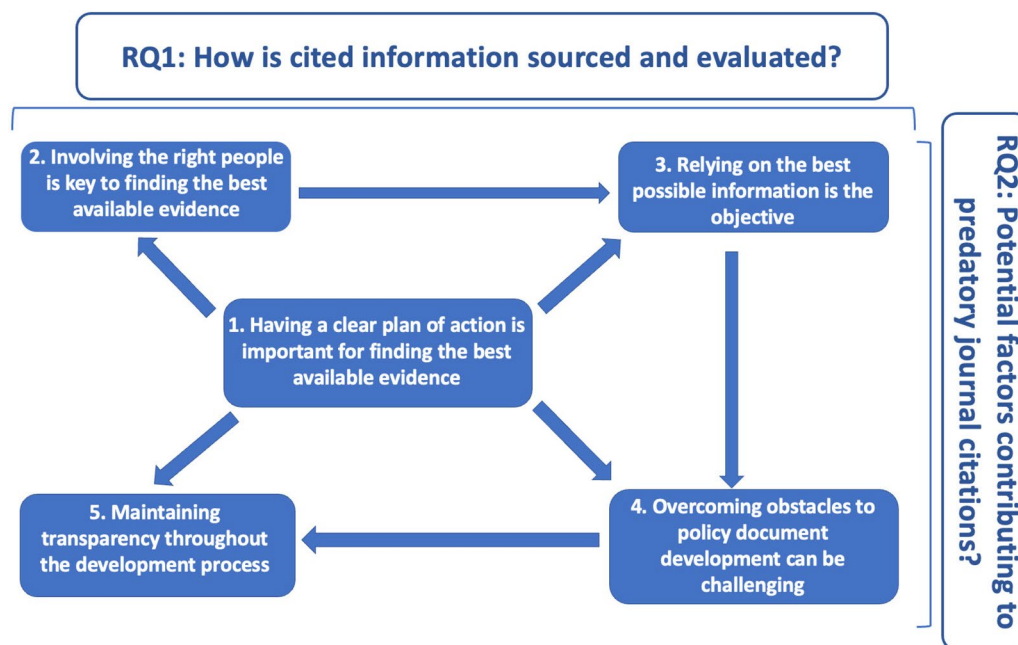 RQ1: How is cited information sourced and evaluated?
2. Involving the right people
is key to finding the best
available evidence
3. Relying on the best
possible information is the
objective
1. Having a clear plan of action is
important for finding the best
available evidence
5. Maintaining
transparency throughout
the development process
4. Overcoming obstacles to
policy document
development can be
challenging
RQ2: Potential factors contributing to
predatory journal citations?